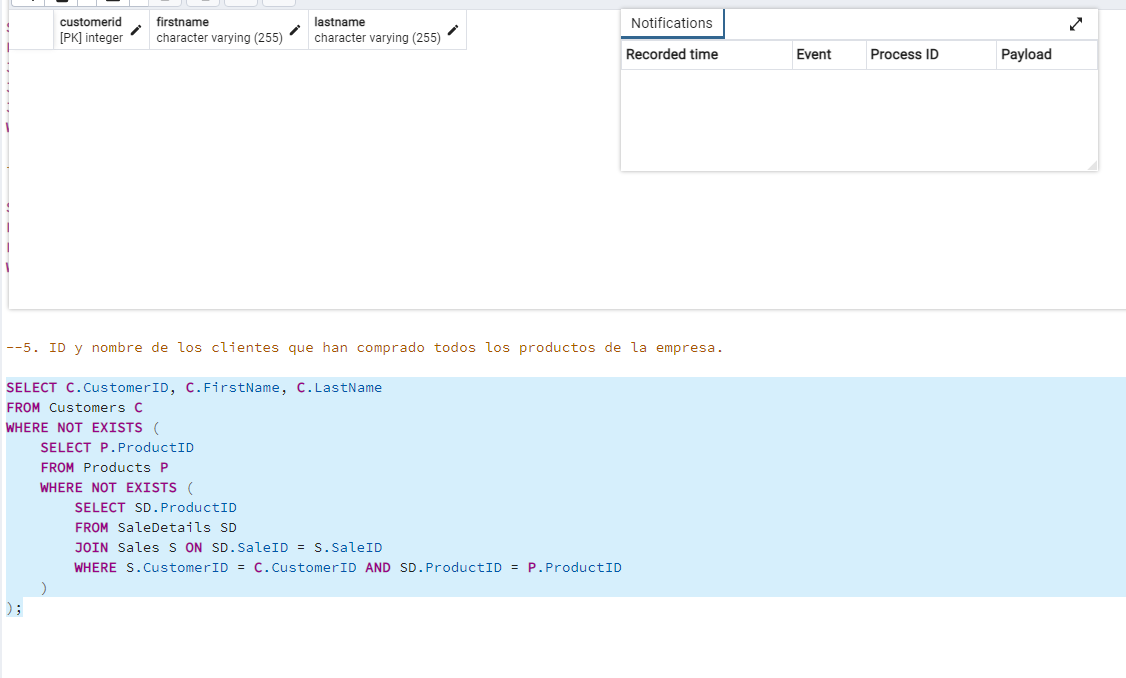 customerid
[PK] integer
firstname
character varying (255)
lastname
character varying (255)
Notifications
Recorded time Event Process ID Payload
--5. ID y nombre de los clientes que han comprado todos los productos de la empresa.
SELECT C.CustomerID, C.FirstName, C.LastName
FROM Customers C
WHERE NOT EXISTS (
    SELECT P.ProductID
    FROM Products P
    WHERE NOT EXISTS (
        SELECT SD.ProductID
        FROM SaleDetails SD
        JOIN Sales S ON SD.SaleID = S.SaleID
        WHERE S.CustomerID = C.CustomerID AND SD.ProductID = P.ProductID
    )
);